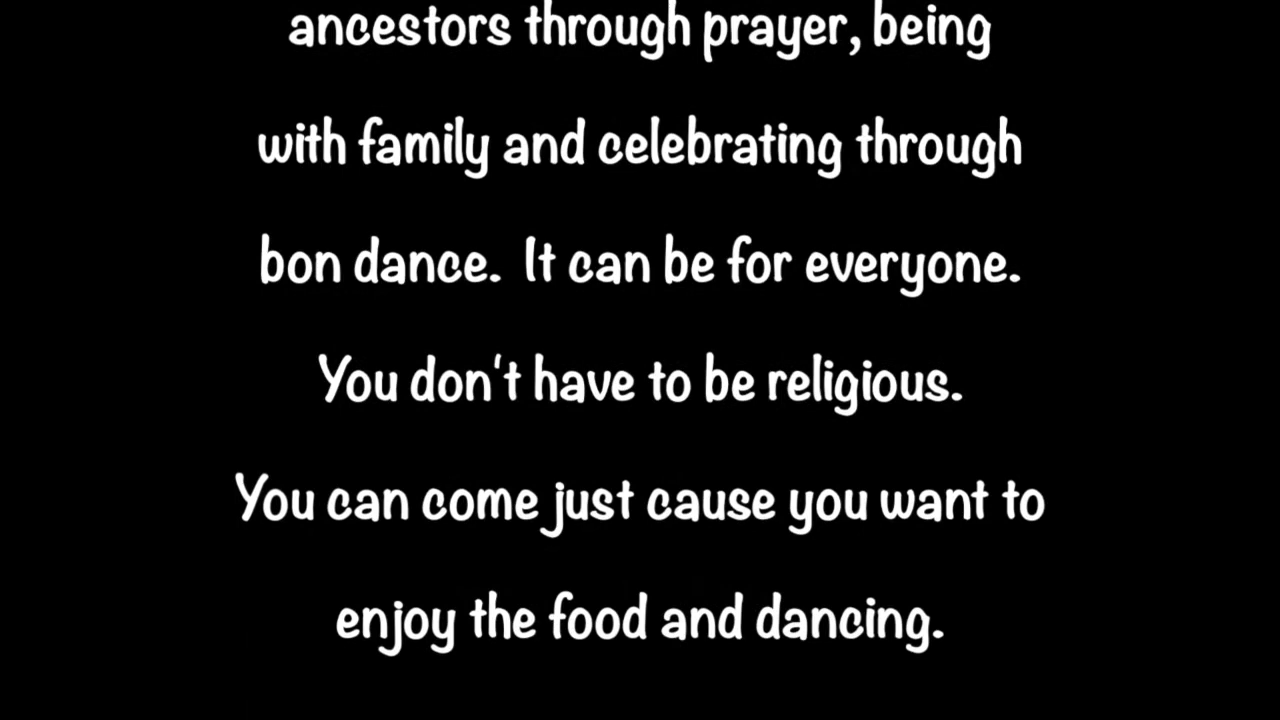 ancestors through prayer, being
with family and celebrating through
bon dance.  It can be for everyone.
You don't have to be religious.
You can come just cause you want to
enjoy the food and dancing.